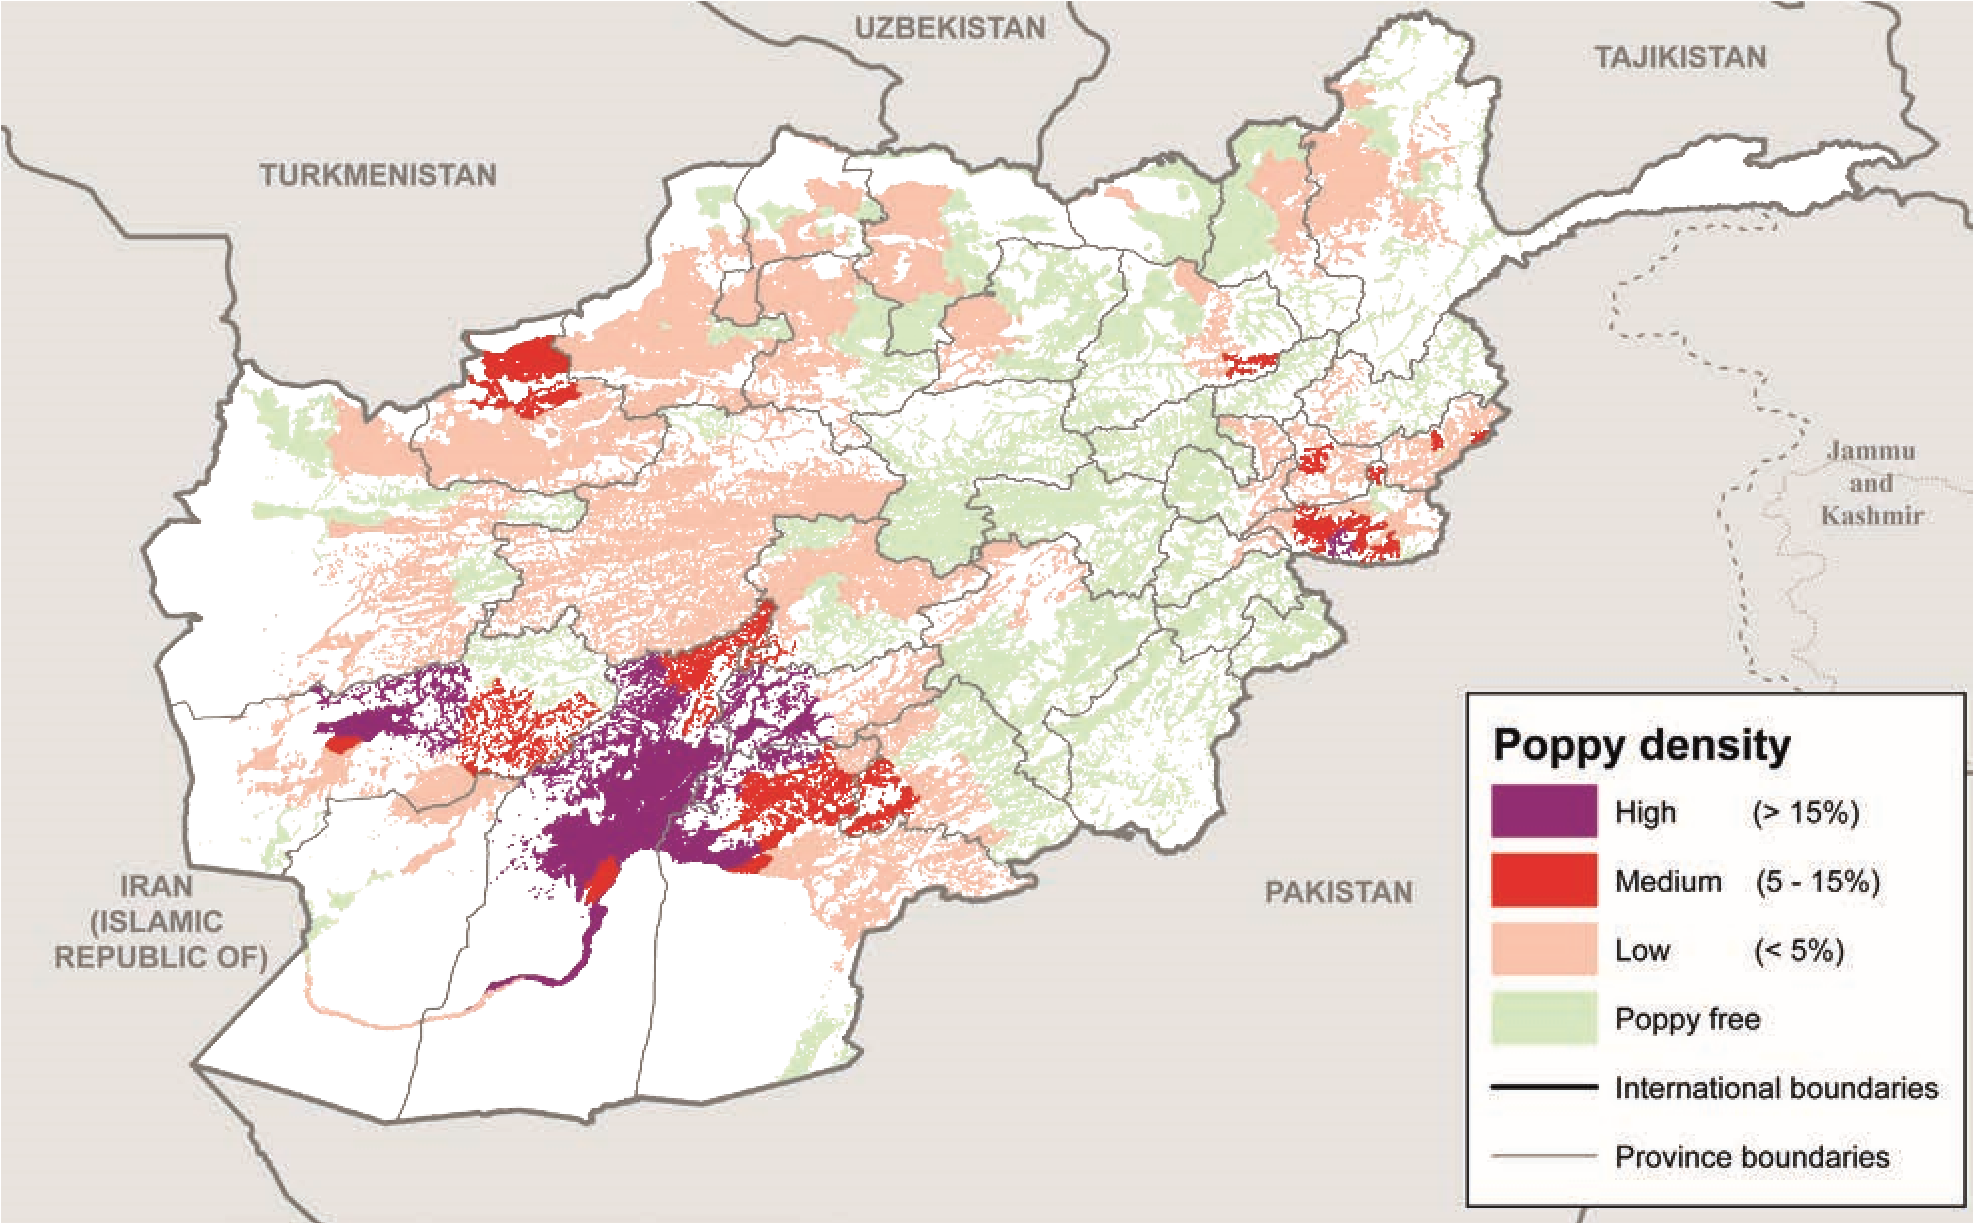 UZBEKISTAN
TAJIKISTAN
TURKMENISTAN
Jammu
and
Kashmir
IRAN
(ISLAMIC
REPUBLIC OF)
PAKISTAN
Poppy density
High (> 15%)
Medium (5 - 15%)
Low (< 5%)
Poppy free
International boundaries
Province boundaries